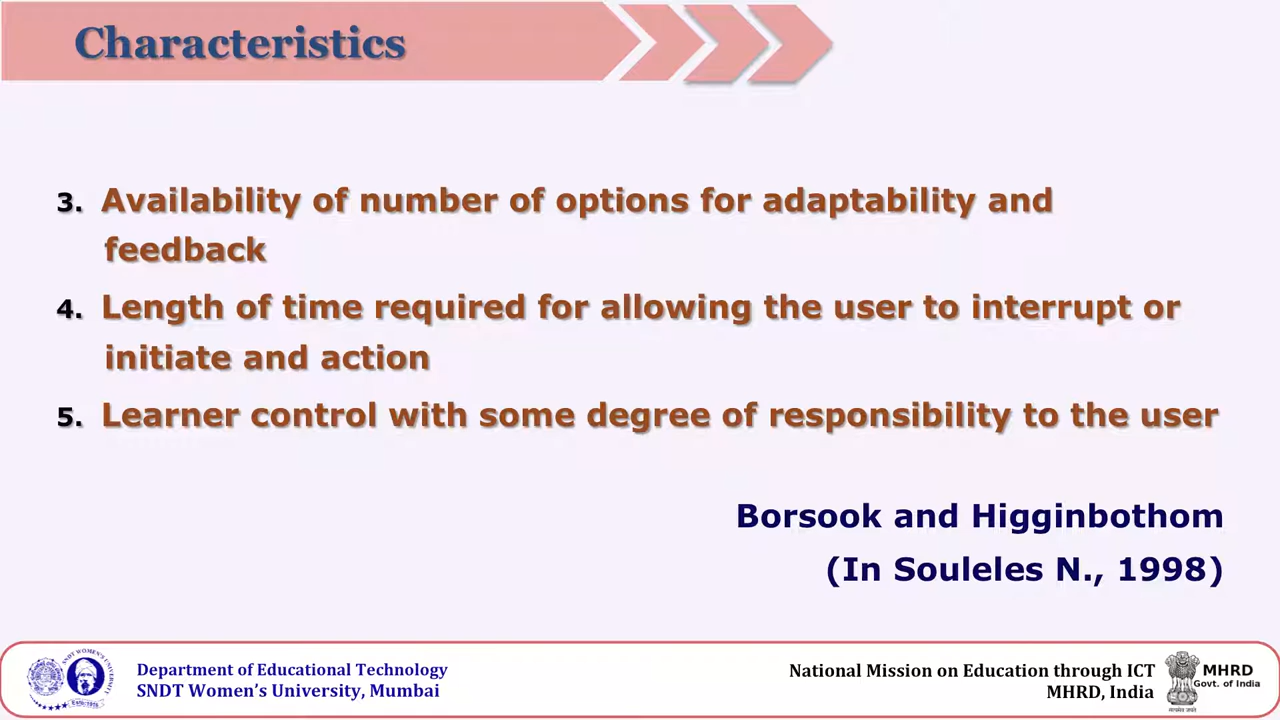 Characteristics
3. Availability of number of options for adaptability and
feedback
4. Length of time required for allowing the user to interrupt or
initiate and action
5. Learner control with some degree of responsibility to the user
Borsook and Higginbothom
(In Souleles N., 1998)
Department of Educational Technology
SNDT Women's University, Mumbai
National Mission on Education through ICT
MHRD, India
MHRD
Govt. of India
सत्यमेव जयते